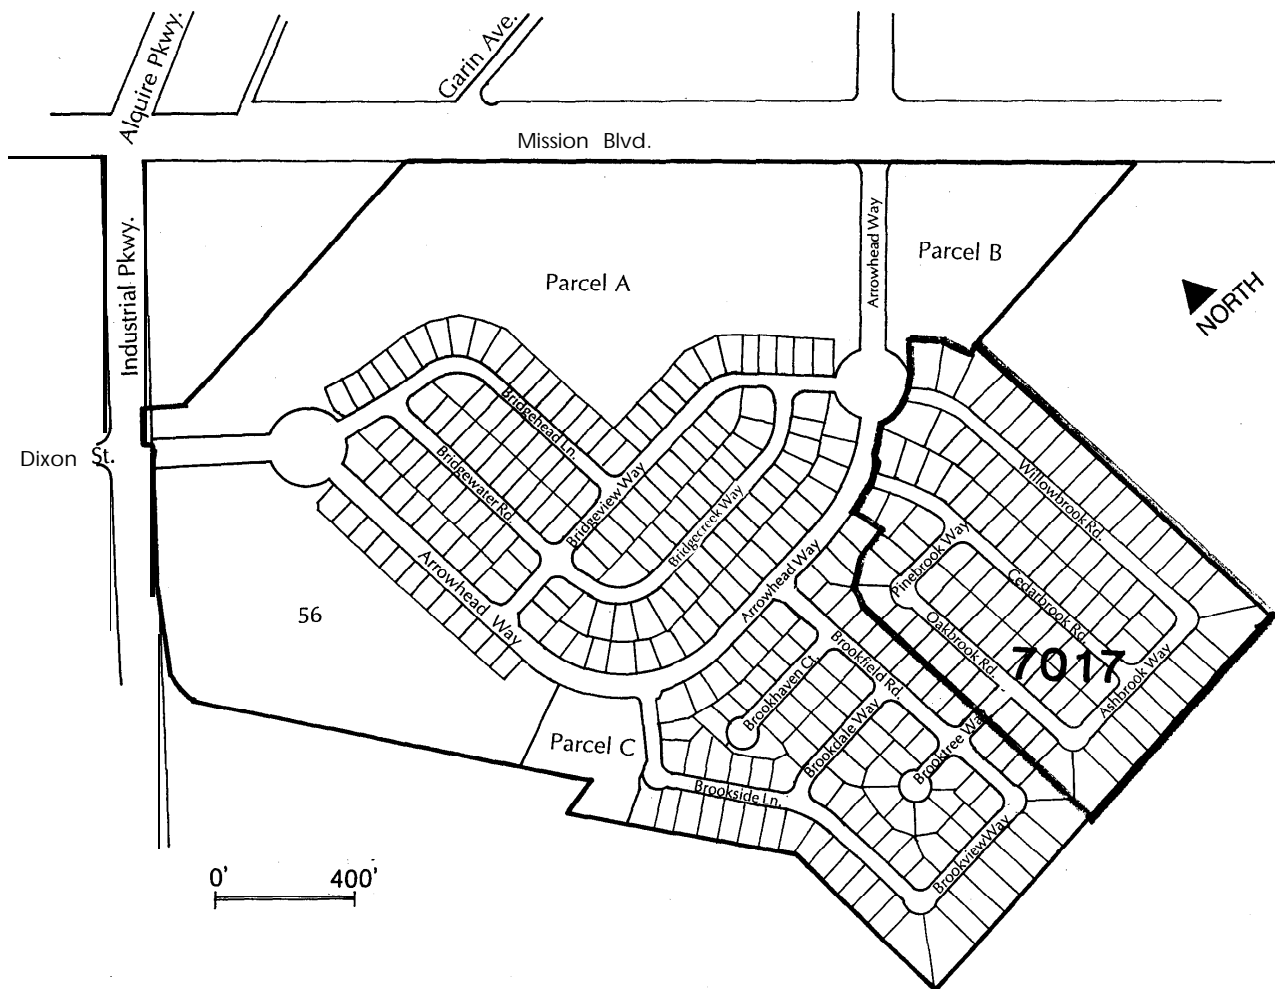 Alquire Pkwy.
Garin Ave.
Mission Blvd.
Industrial Pkwy.
Arrowhead Way
Parcel B
Parcel A
NORTH
Dixon St.
Bridgehead Ln.
Bridgewater Rd.
Bridgeview Way
Bridgecreek Way
Willowbrook Rd.
Pinebrook Way
Cedarbrook Rd.
Oakbrook Rd.
7017
Ashbrook Way
Arrowhead Way
Arrowhead Way
56
Brookfield Rd.
Brookhaven Ct.
Brookdale Way
Brooktree Way
Parcel C
Brookside Ln.
Brookview Way
0' 400'